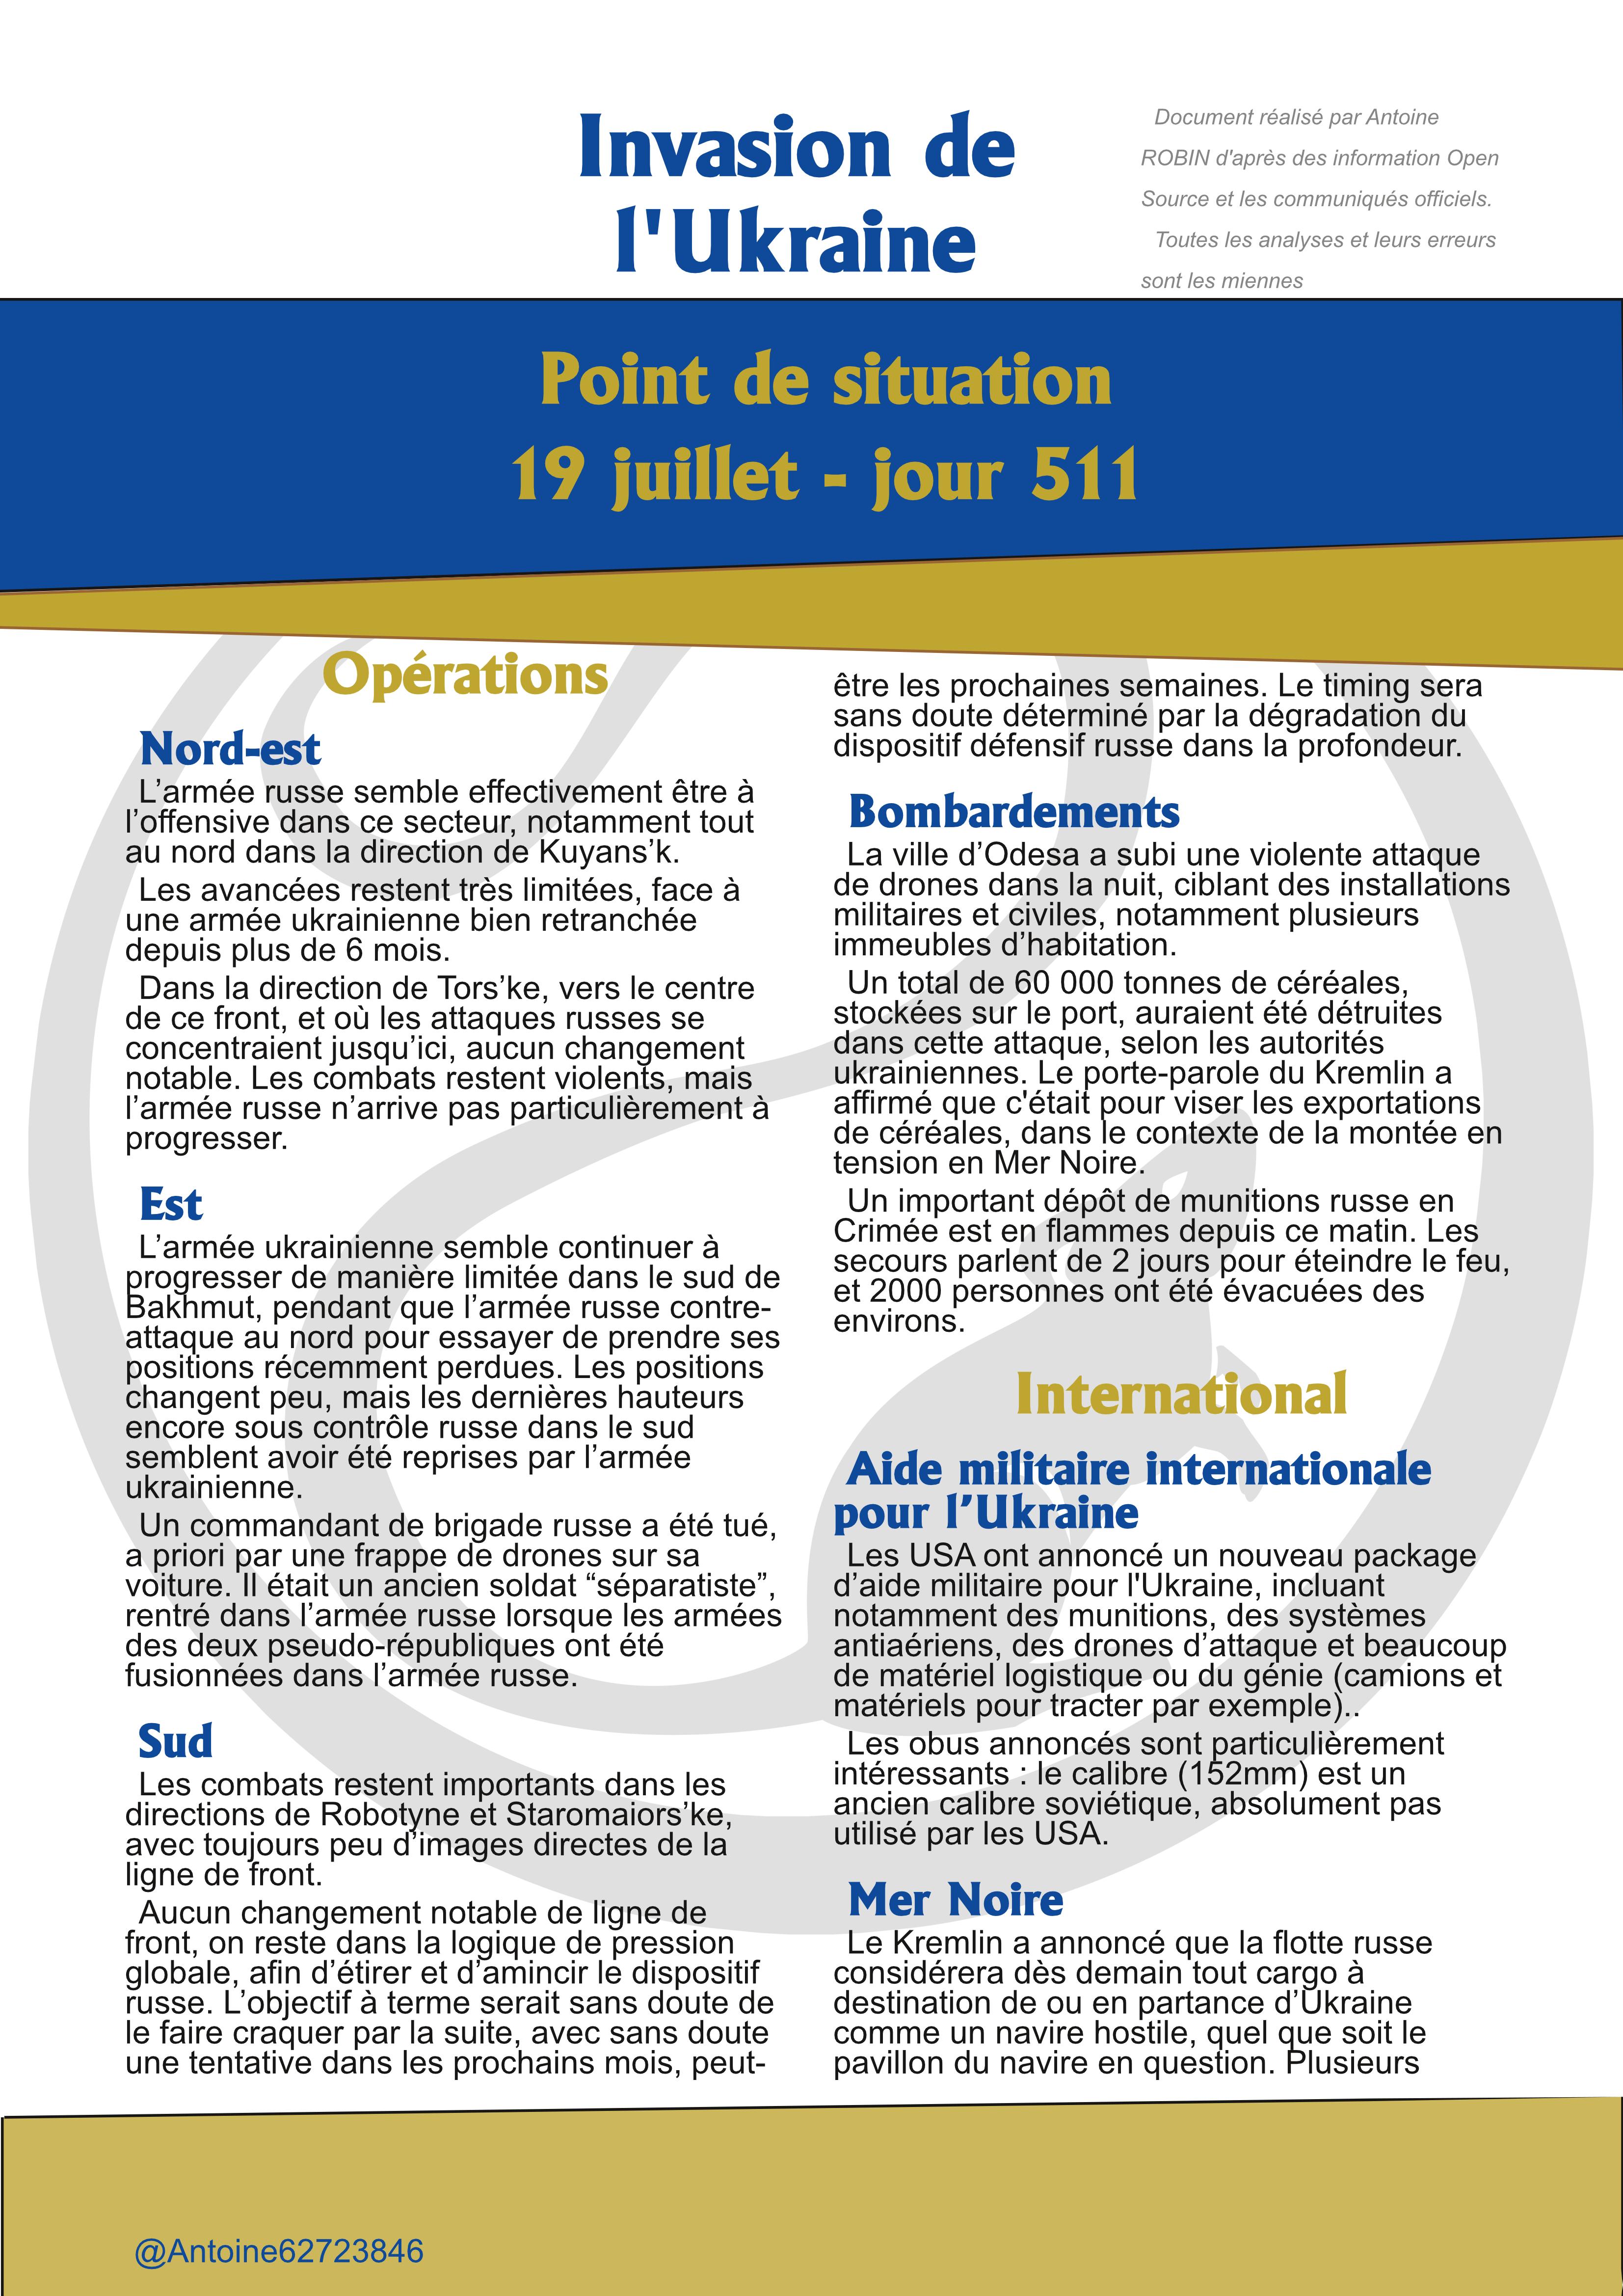 Invasion de
l'Ukraine
Document réalisé par Antoine
ROBIN d'après des information Open
Source et les communiqués officiels.
Toutes les analyses et leurs erreurs
sont les miennes
Point de situation
19 juillet - jour 511
Opérations
Nord-est
L’armée russe semble effectivement être à
l’offensive dans ce secteur, notamment tout
au nord dans la direction de Kuyans’k.
Les avancées restent très limitées, face à
une armée ukrainienne bien retranchée
depuis plus de 6 mois.
Dans la direction de Tors’ke, vers le centre
de ce front, et où les attaques russes se
concentraient jusqu’ici, aucun changement
notable. Les combats restent violents, mais
l’armée russe n’arrive pas particulièrement à
progresser.
Est
L’armée ukrainienne semble continuer à
progresser de manière limitée dans le sud de
Bakhmut, pendant que l’armée russe contre-
attaque au nord pour essayer de prendre ses
positions récemment perdues. Les positions
changent peu, mais les dernières hauteurs
encore sous contrôle russe dans le sud
semblent avoir été reprises par l’armée
ukrainienne.
Un commandant de brigade russe a été tué,
a priori par une frappe de drones sur sa
voiture. Il était un ancien soldat “séparatiste”,
rentré dans l’armée russe lorsque les armées
des deux pseudo-républiques ont été
fusionnées dans l’armée russe.
Sud
Les combats restent importants dans les
directions de Robotyne et Staromaiors’ke,
avec toujours peu d’images directes de la
ligne de front.
Aucun changement notable de ligne de
front, on reste dans la logique de pression
globale, afin d’étirer et d’amincir le dispositif
russe. L’objectif à terme serait sans doute de
le faire craquer par la suite, avec sans doute
une tentative dans les prochains mois, peut-
être les prochaines semaines. Le timing sera
sans doute déterminé par la dégradation du
dispositif défensif russe dans la profondeur.
Bombardements
La ville d’Odesa a subi une violente attaque
de drones dans la nuit, ciblant des installations
militaires et civiles, notamment plusieurs
immeubles d’habitation.
Un total de 60 000 tonnes de céréales,
stockées sur le port, auraient été détruites
dans cette attaque, selon les autorités
ukrainiennes. Le porte-parole du Kremlin a
affirmé que c'était pour viser les exportations
de céréales, dans le contexte de la montée en
tension en Mer Noire.
Un important dépôt de munitions russe en
Crimée est en flammes depuis ce matin. Les
secours parlent de 2 jours pour éteindre le feu,
et 2000 personnes ont été évacuées des
environs.
International
Aide militaire internationale
pour l’Ukraine
Les USA ont annoncé un nouveau package
d’aide militaire pour l'Ukraine, incluant
notamment des munitions, des systèmes
antiaériens, des drones d’attaque et beaucoup
de matériel logistique ou du génie (camions et
matériels pour tracter par exemple)..
Les obus annoncés sont particulièrement
intéressants : le calibre (152mm) est un
ancien calibre soviétique, absolument pas
utilisé par les USA.
Mer Noire
Le Kremlin a annoncé que la flotte russe
considérera dès demain tout cargo à
destination de ou en partance d’Ukraine
comme un navire hostile, quel que soit le
pavillon du navire en question. Plusieurs
@Antoine62723846